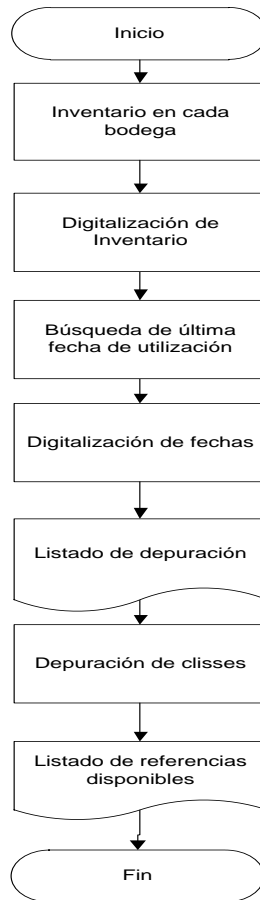 Inicio
Inventario en cada
bodega
Digitalización de
Inventario
Búsqueda de última
fecha de utilización
Digitalización de fechas
Listado de depuración
Depuración de clisses
Listado de referencias
disponibles
Fin